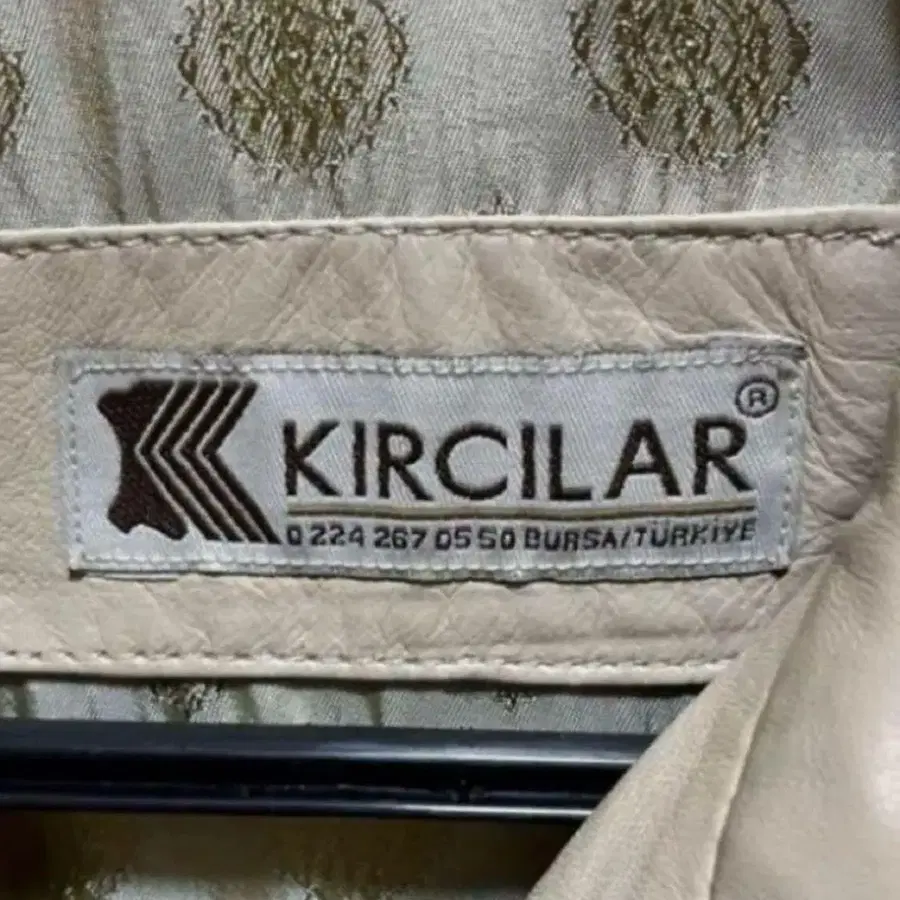 KIRCILAR ®
0 224 267 05 50 BURSA/TÜRKİYE